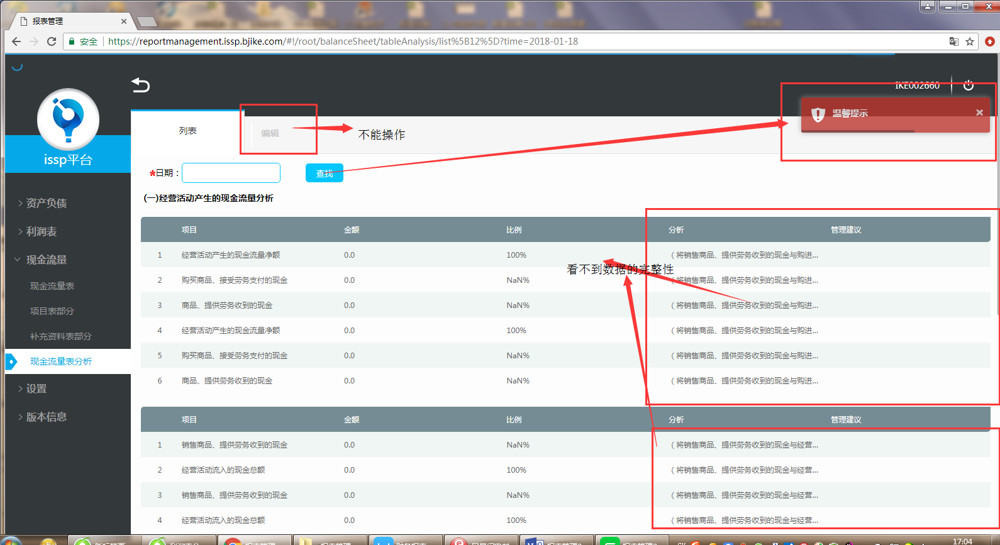 报表管理
安全 https://reportmanagement.issp.bjike.com/#!/root/balanceSheet/tableAnalysis/list%5B12%5D?time=2018-01-18
IKE002660
温馨提示
列表
编辑
不能操作
issp平台
*日期：
查找
(一)经营活动产生的现金流量分析
资产负债
利润表
现金流量
现金流量表
项目表部分
补充资料表部分
现金流量表分析
设置
版本信息
项目 金额 比例 分析 管理建议
1 经营活动产生的现金流量净额 0.0 100% （将销售商品、提供劳务收到的现金与购进...
看不到数据的完整性
2 购买商品、接受劳务支付的现金 0.0 NaN% （将销售商品、提供劳务收到的现金与购进...
3 商品、提供劳务收到的现金 0.0 NaN% （将销售商品、提供劳务收到的现金与购进...
4 经营活动产生的现金流量净额 0.0 100% （将销售商品、提供劳务收到的现金与购进...
5 购买商品、接受劳务支付的现金 0.0 NaN% （将销售商品、提供劳务收到的现金与购进...
6 商品、提供劳务收到的现金 0.0 NaN% （将销售商品、提供劳务收到的现金与购进...
项目 金额 比例 分析 管理建议
1 销售商品、提供劳务收到的现金 0.0 NaN% （将销售商品、提供劳务收到的现金与经营...
2 经营活动流入的现金总额 0.0 100% （将销售商品、提供劳务收到的现金与经营...
3 销售商品、提供劳务收到的现金 0.0 NaN% （将销售商品、提供劳务收到的现金与经营...
4 经营活动流入的现金总额 0.0 100% （将销售商品、提供劳务收到的现金与经营...
17:04